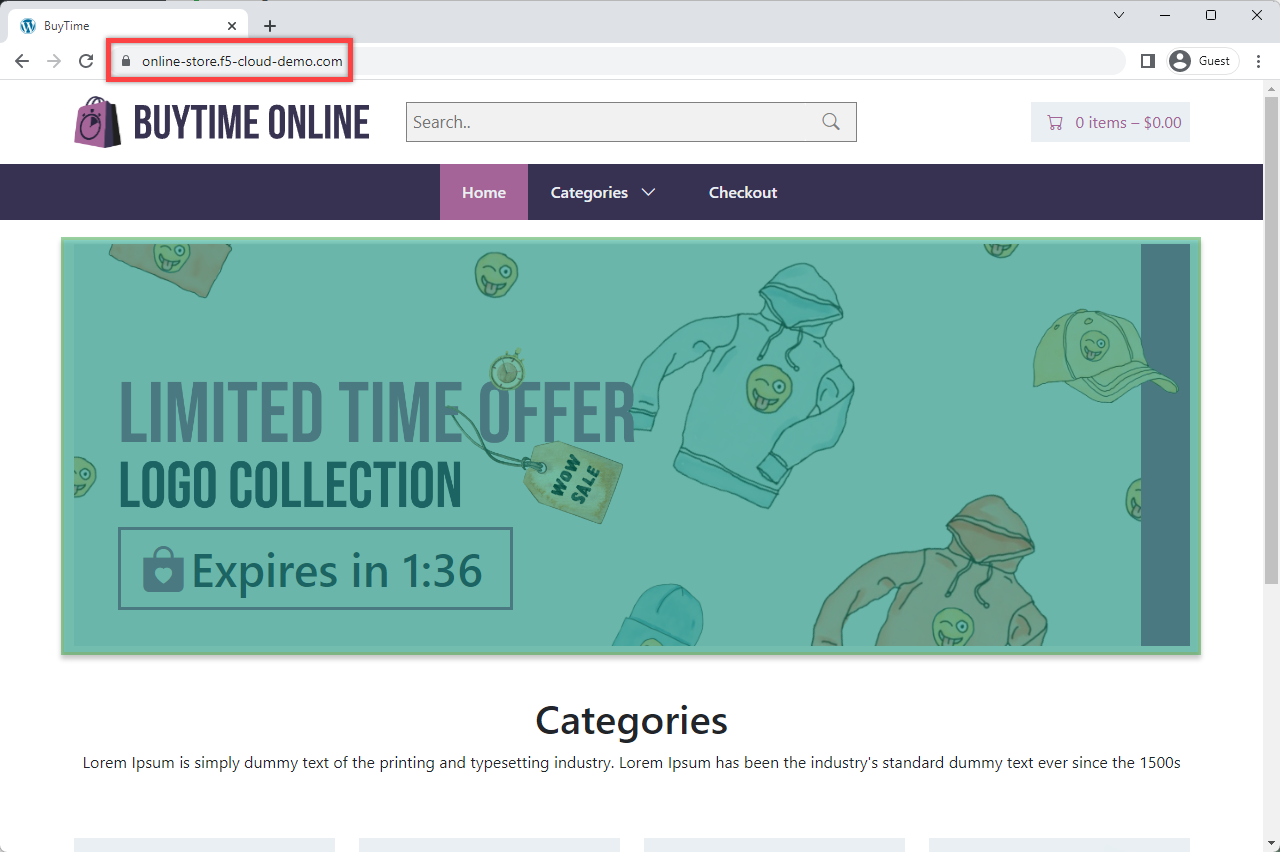 BuyTime
online-store.f5-cloud-demo.com
Guest
BUYTIME ONLINE
Search..
0 items – $0.00
Home
Categories
Checkout
LIMITED TIME OFFER
LOGO COLLECTION
WOW
SALE
Expires in 1:36
Categories
Lorem Ipsum is simply dummy text of the printing and typesetting industry. Lorem Ipsum has been the industry's standard dummy text ever since the 1500s